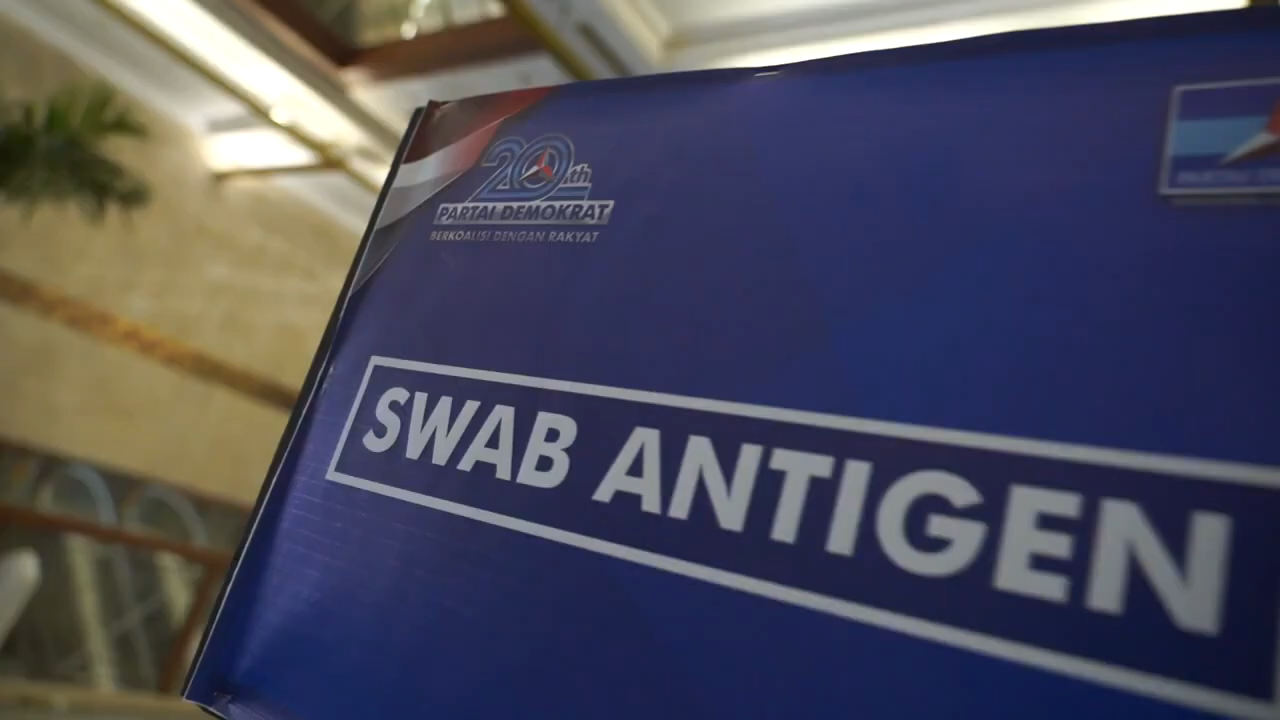 20th
PARTAI DEMOKRAT
BERKOALISI DENGAN RAKYAT
SWAB ANTIGEN